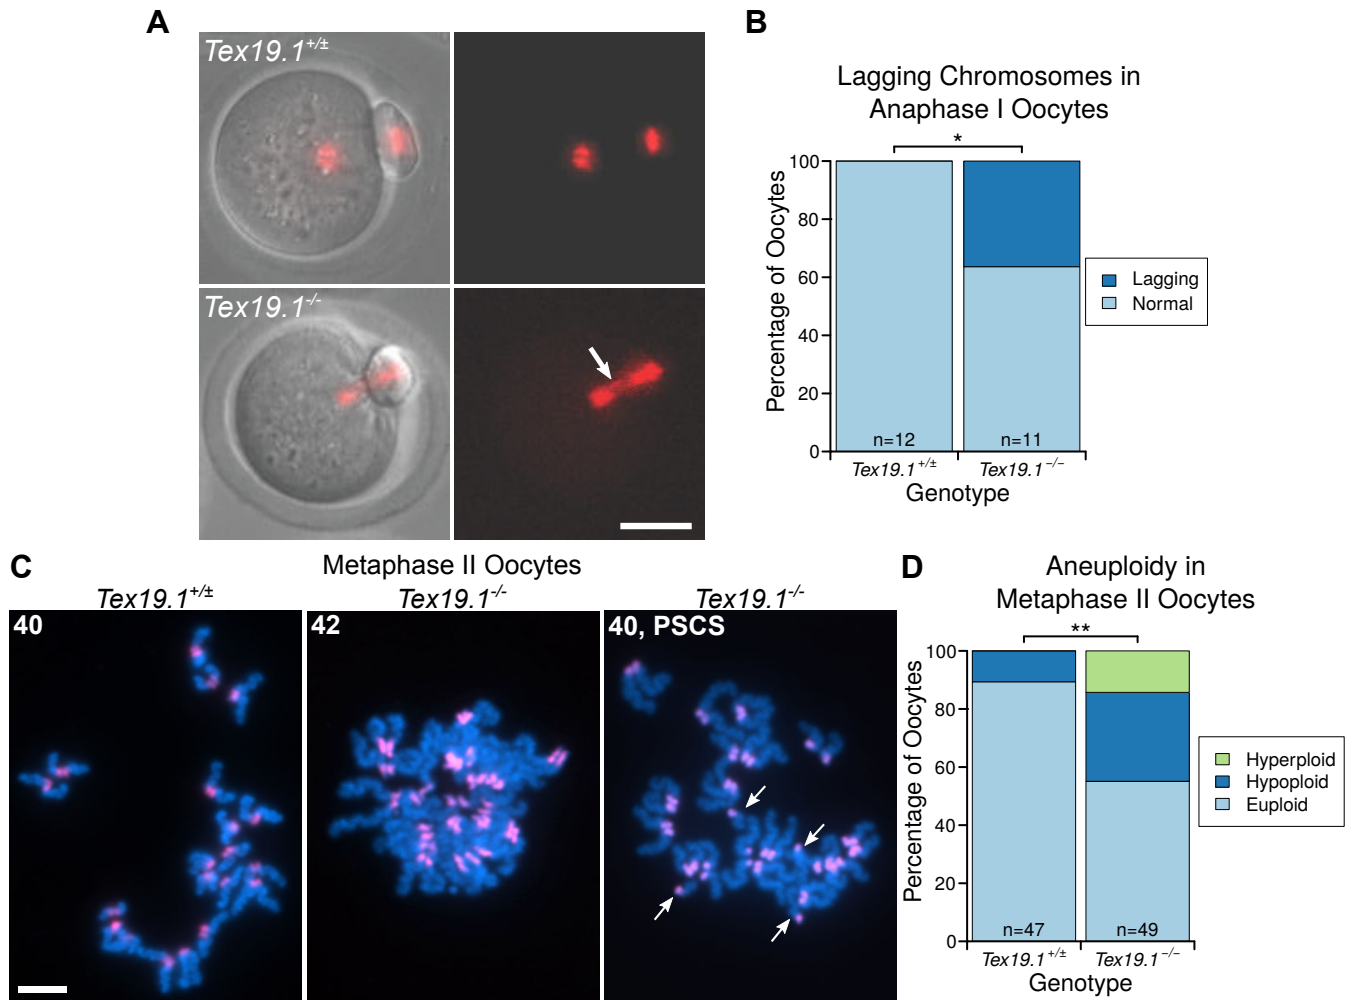 A
Tex19.1+/±
Tex19.1-/-
B
Lagging Chromosomes in
Anaphase I Oocytes
*
Percentage of Oocytes
100
80
60
40
20
0
n=12
n=11
Tex19.1+/±
Tex19.1−/−
Genotype
Lagging
Normal
C
Metaphase II Oocytes
Tex19.1+/±
Tex19.1-/-
Tex19.1-/-
40
42
40, PSCS
D
Aneuploidy in
Metaphase II Oocytes
**
Percentage of Oocytes
100
80
60
40
20
0
n=47
n=49
Tex19.1+/±
Tex19.1−/−
Genotype
Hyperploid
Hypoploid
Euploid